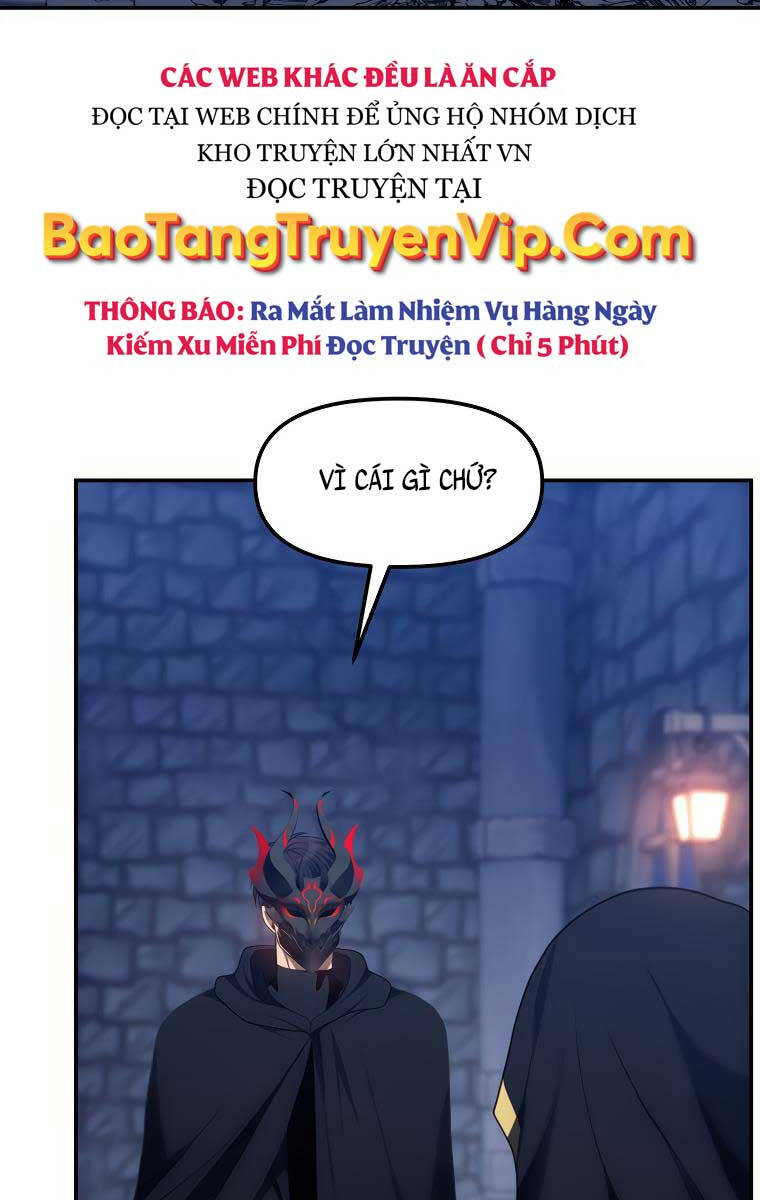 CÁC WEB KHÁC ĐỀU LÀ ĂN CẮP
ĐỌC TẠI WEB CHÍNH ĐỂ ỦNG HỘ NHÓM DỊCH
KHO TRUYỆN LỚN NHẤT VN
ĐỌC TRUYỆN TẠI
BaoTangTruyenVip.Com
THÔNG BÁO: Ra Mắt Làm Nhiệm Vụ Hàng Ngày
Kiếm Xu Miễn Phí Đọc Truyện ( Chỉ 5 Phút)
VÌ CÁI GÌ CHỨ?